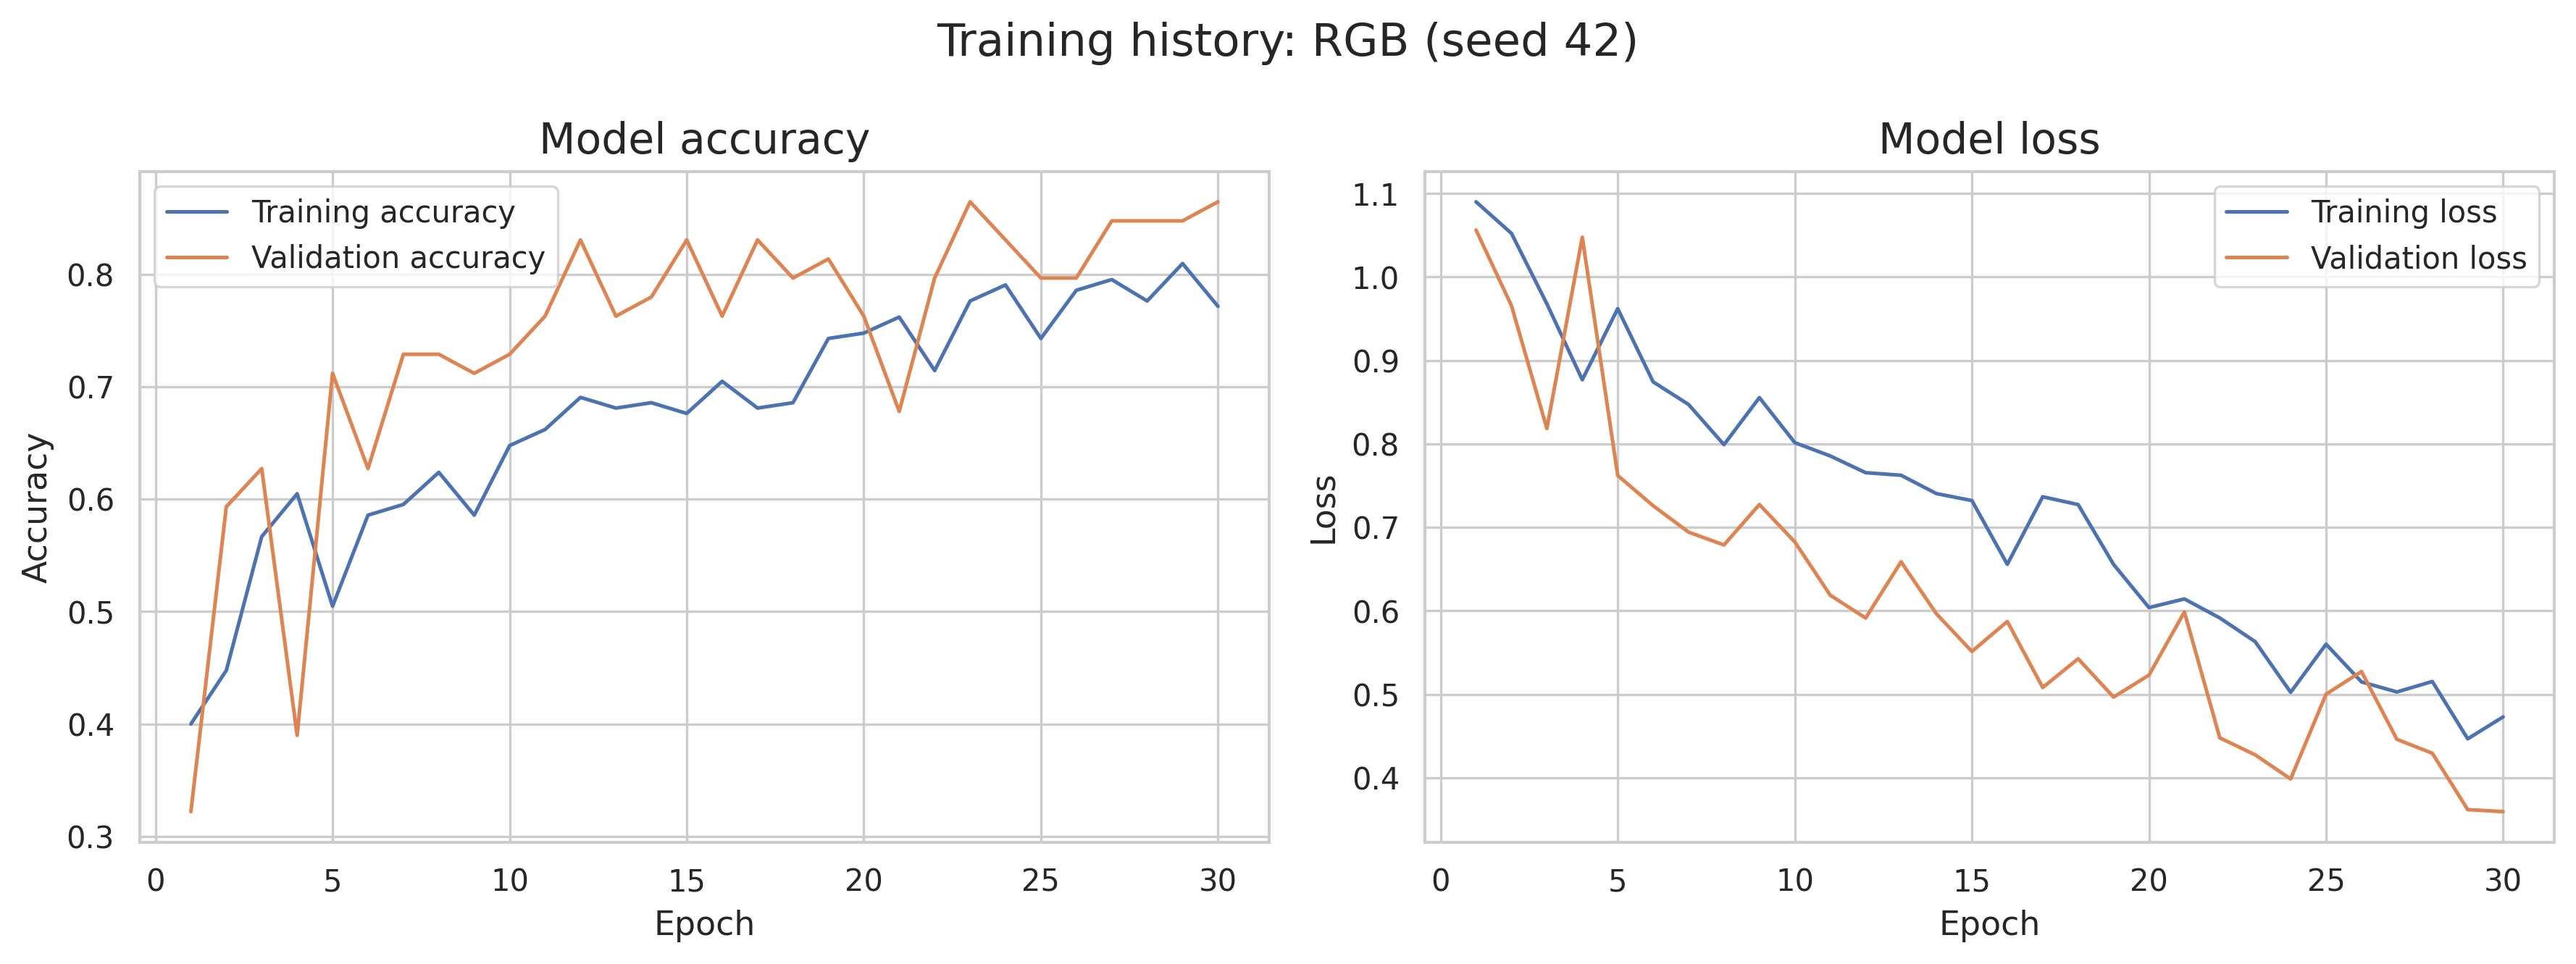 Training history: RGB (seed 42)
Model accuracy
Training accuracy
Validation accuracy
0.8
0.7
0.6
0.5
0.4
0.3
Accuracy
0 5 10 15 20 25 30
Epoch
Model loss
Training loss
Validation loss
1.1
1.0
0.9
0.8
0.7
0.6
0.5
0.4
Loss
0 5 10 15 20 25 30
Epoch